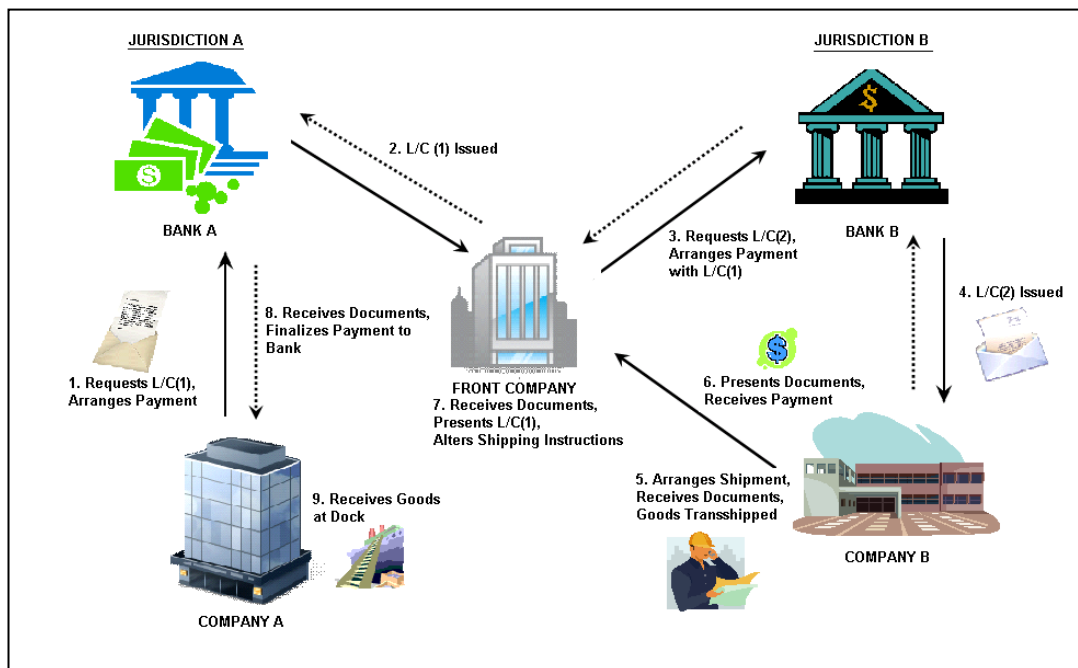 JURISDICTION A
JURISDICTION B
$
$
2. L/C (1) Issued
BANK A
BANK B
3. Requests L/C(2),
Arranges Payment
with L/C(1)
4. L/C(2) Issued
8. Receives Documents,
Finalizes Payment to
Bank
1. Requests L/C(1),
Arranges Payment
FRONT COMPANY
7. Receives Documents,
Presents L/C(1),
Alters Shipping Instructions
$
6. Presents Documents,
Receives Payment
5. Arranges Shipment,
Receives Documents,
Goods Transshipped
9. Receives Goods
at Dock
COMPANY A
COMPANY B